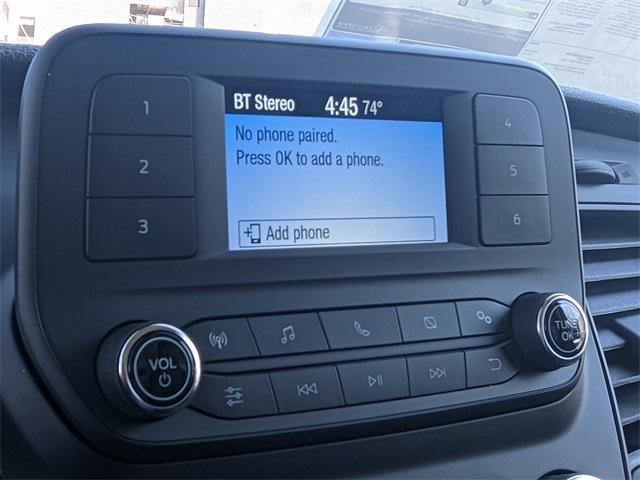 BT Stereo 4:45 74°
No phone paired.
Press OK to add a phone.
Add phone
1
2
3
4
5
6
VOL
TUNE
OK